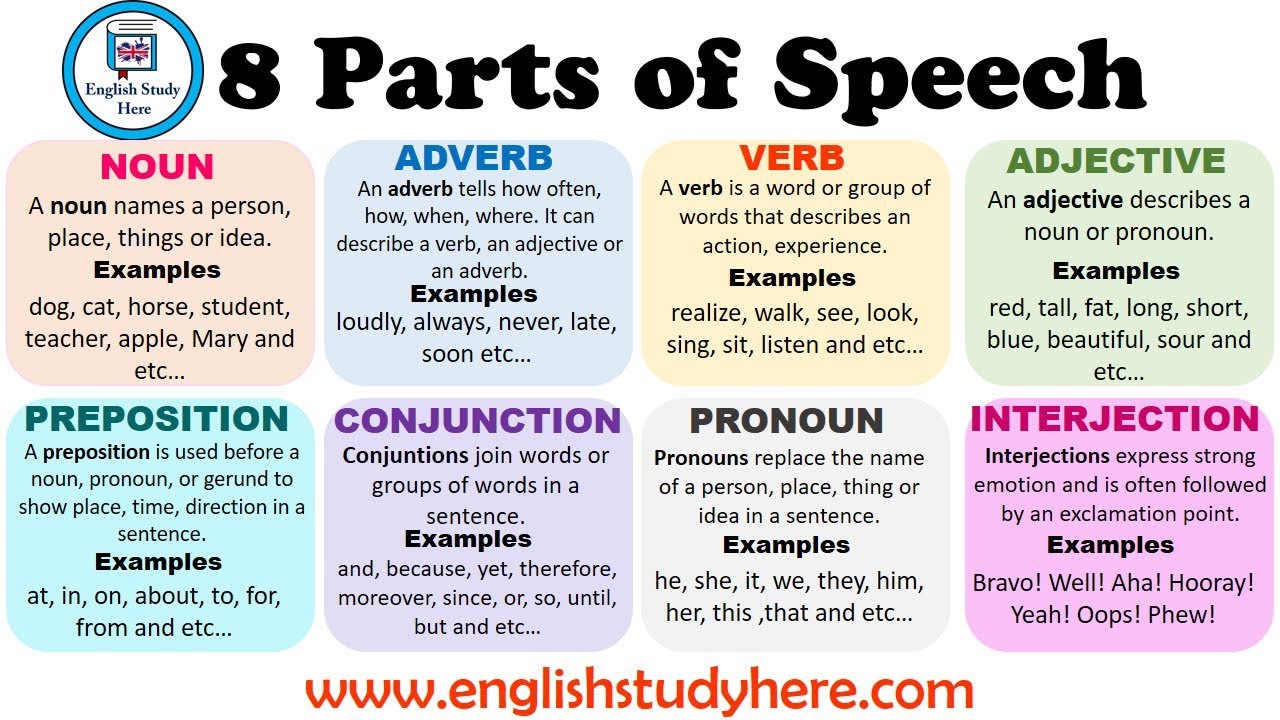 English Study
Here
8 Parts of Speech
NOUN
A noun names a person,
place, things or idea.
Examples
dog, cat, horse, student,
teacher, apple, Mary and
etc...
ADVERB
An adverb tells how often,
how, when, where. It can
describe a verb, an adjective or
an adverb.
Examples
loudly, always, never, late,
soon etc...
VERB
A verb is a word or group of
words that describes an
action, experience.
Examples
realize, walk, see, look,
sing, sit, listen and etc...
ADJECTIVE
An adjective describes a
noun or pronoun.
Examples
red, tall, fat, long, short,
blue, beautiful, sour and
etc...
PREPOSITION
A preposition is used before a
noun, pronoun, or gerund to
show place, time, direction in a
sentence.
Examples
at, in, on, about, to, for,
from and etc...
CONJUNCTION
Conjuntions join words or
groups of words in a
sentence.
Examples
and, because, yet, therefore,
moreover, since, or, so, until,
but and etc...
PRONOUN
Pronouns replace the name
of a person, place, thing or
idea in a sentence.
Examples
he, she, it, we, they, him,
her, this ,that and etc...
INTERJECTION
Interjections express strong
emotion and is often followed
by an exclamation point.
Examples
Bravo! Well! Aha! Hooray!
Yeah! Oops! Phew!
www.englishstudyhere.com